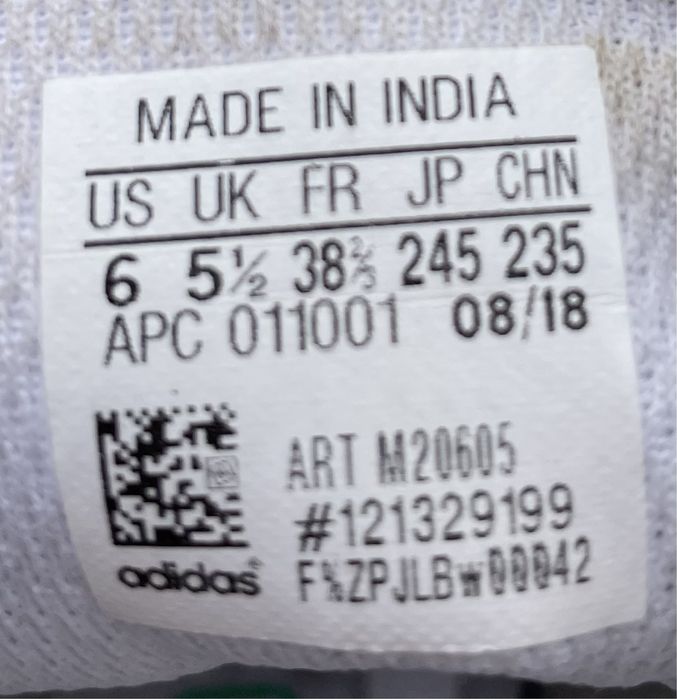 MADE IN INDIA
US UK FR JP CHN
6 5½ 38⅔ 245 235
APC 011001 08/18
ART M20605
#121329199
adidas® F%ZPJLBw00042